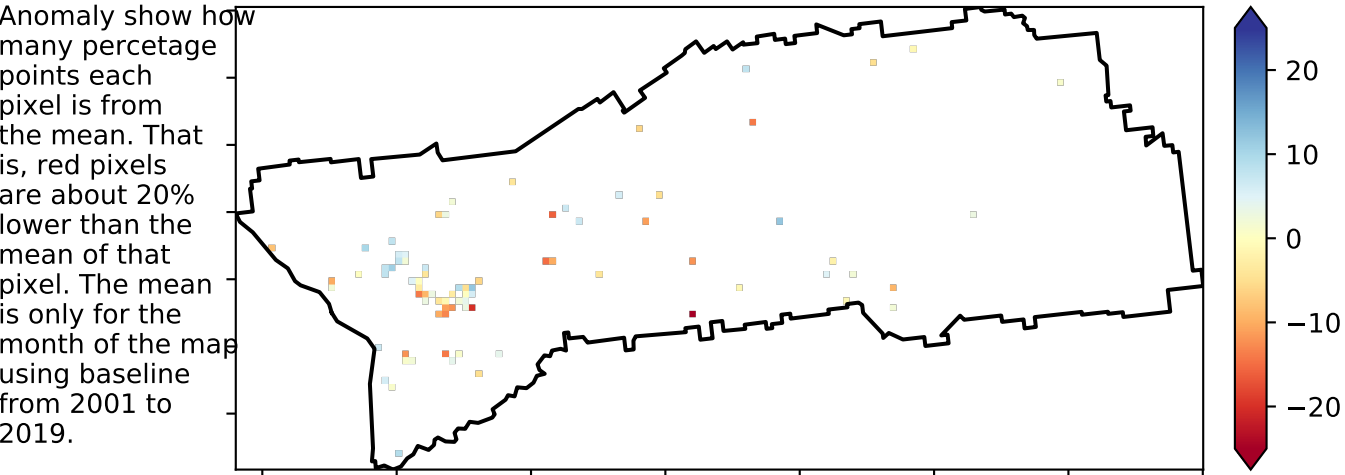 Anomaly show how
many percetage
points each
pixel is from
the mean. That
is, red pixels
are about 20%
lower than the
mean of that
pixel. The mean
is only for the
month of the map
using baseline
from 2001 to
2019.
20
10
0
−10
−20